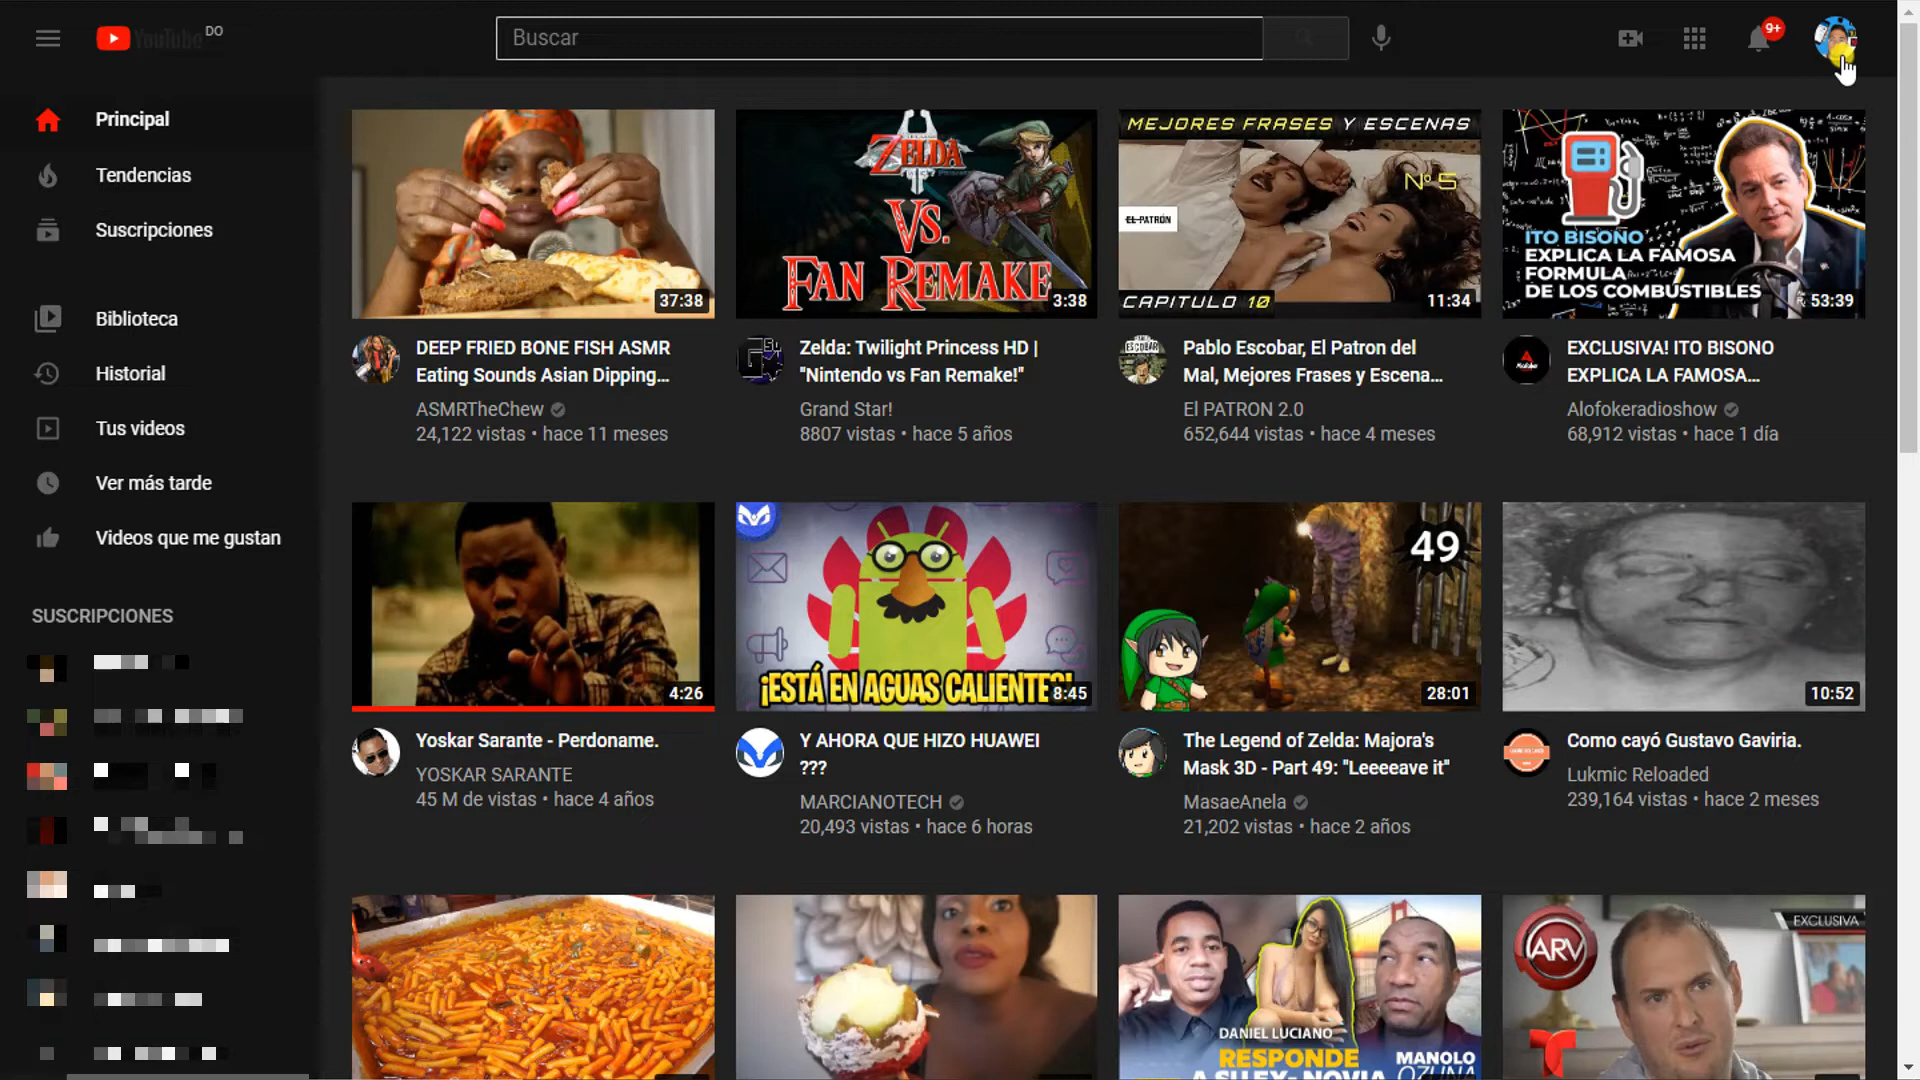 YouTube DO
Buscar
9+
Principal
Tendencias
Suscripciones
Biblioteca
Historial
Tus videos
Ver más tarde
Videos que me gustan
SUSCRIPCIONES
37:38
DEEP FRIED BONE FISH ASMR
Eating Sounds Asian Dipping...
ASMRTheChew
24,122 vistas • hace 11 meses
ZELDA
VS.
FAN REMAKE
3:38
Zelda: Twilight Princess HD |
"Nintendo vs Fan Remake!"
Grand Star!
8807 vistas • hace 5 años
MEJORES FRASES Y ESCENAS
Nº 5
EL PATRÓN
CAPITULO 10
11:34
ESCOBAR
Pablo Escobar, El Patron del
Mal, Mejores Frases y Escena...
El PATRON 2.0
652,644 vistas • hace 4 meses
ITO BISONO
EXPLICA LA FAMOSA
FORMULA
DE LOS COMBUSTIBLES
53:39
EXCLUSIVA! ITO BISONO
EXPLICA LA FAMOSA...
Alofokeradioshow
68,912 vistas • hace 1 día
4:26
Yoskar Sarante - Perdoname.
YOSKAR SARANTE
45 M de vistas • hace 4 años
¡ESTÁ EN AGUAS CALIENTES!
8:45
Y AHORA QUE HIZO HUAWEI
???
MARCIANOTECH
20,493 vistas • hace 6 horas
49
28:01
The Legend of Zelda: Majora's
Mask 3D - Part 49: "Leeeeave it"
MasaeAnela
21,202 vistas • hace 2 años
10:52
Como cayó Gustavo Gaviria.
Lukmic Reloaded
239,164 vistas • hace 2 meses
DANIEL LUCIANO
RESPONDE
A SU EX- NOVIA
MANOLO
OZUNA
ARV
EXCLUSIVA